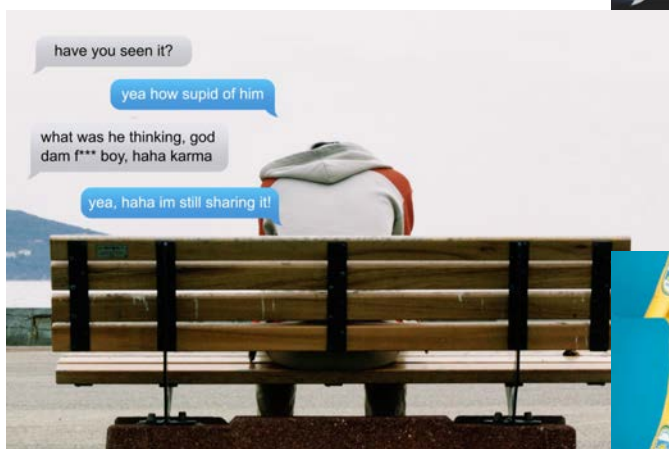 have you seen it?
yea how supid of him
what was he thinking, god
dam f*** boy, haha karma
yea, haha im still sharing it!